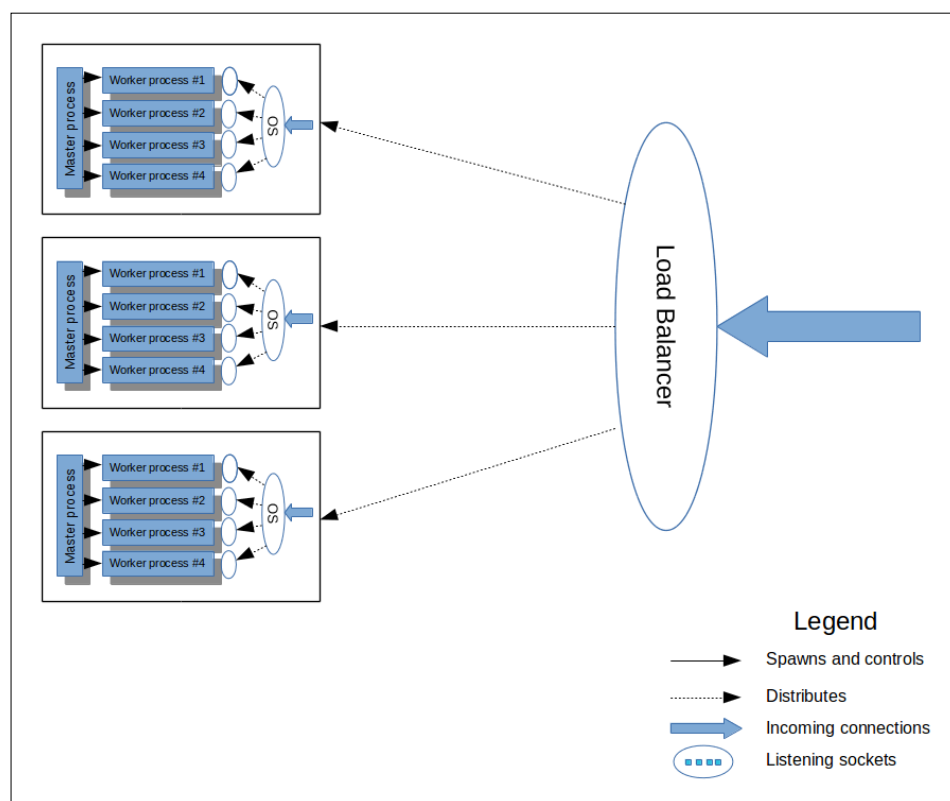 Master process
Worker process #1
Worker process #2
Worker process #3
Worker process #4
OS
Master process
Worker process #1
Worker process #2
Worker process #3
Worker process #4
OS
Master process
Worker process #1
Worker process #2
Worker process #3
Worker process #4
OS
Load Balancer
Legend
Spawns and controls
Distributes
Incoming connections
Listening sockets